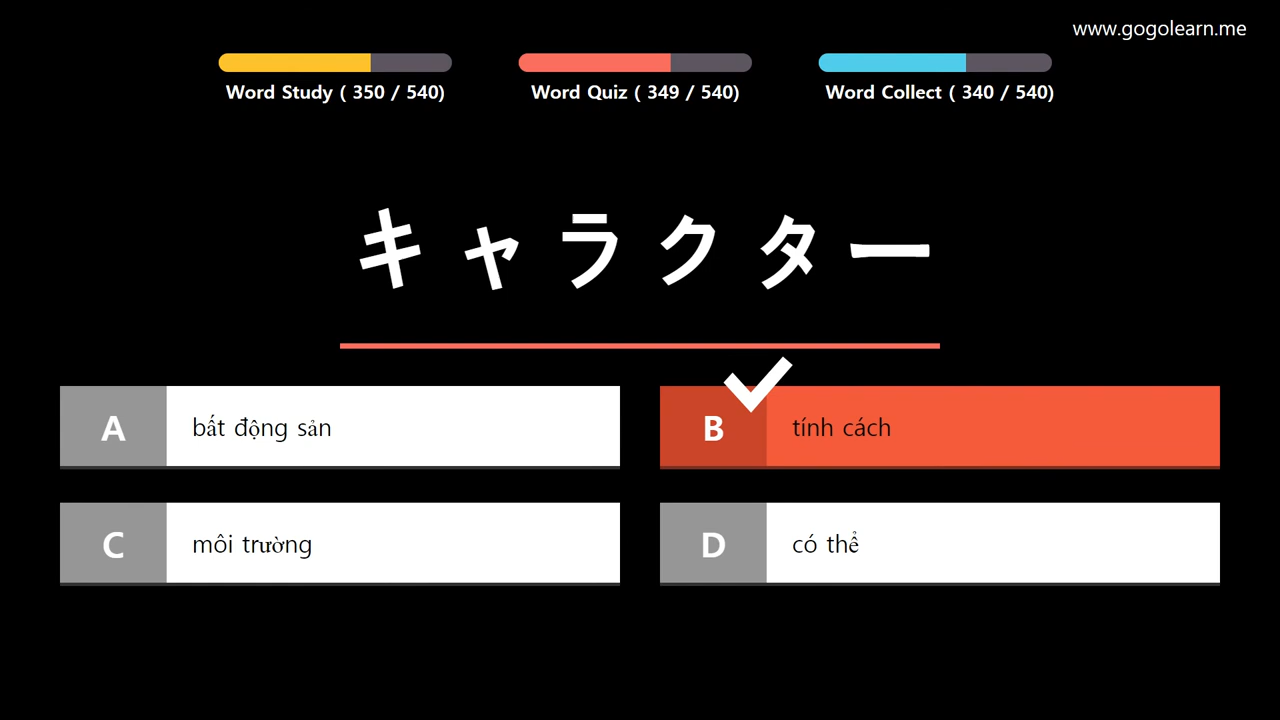 www.gogolearn.me
Word Study ( 350 / 540)
Word Quiz ( 349 / 540)
Word Collect ( 340 / 540)
キャラクター
A bất động sản
B tính cách
C môi trường
D có thể